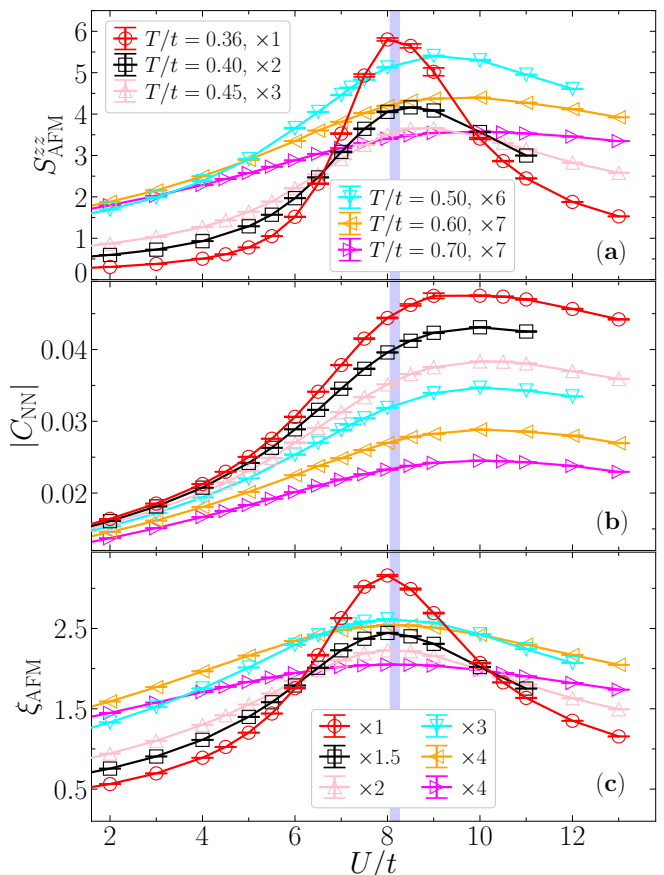 6
5
4
3
2
1
0
S^{zz}_{AFM}
T/t = 0.36, ×1
T/t = 0.40, ×2
T/t = 0.45, ×3
T/t = 0.50, ×6
T/t = 0.60, ×7
T/t = 0.70, ×7
(a)
0.04
0.03
0.02
|C_{NN}|
(b)
2.5
1.5
0.5
ξ_{AFM}
×1 ×3
×1.5 ×4
×2 ×4
(c)
2 4 6 8 10 12
U/t